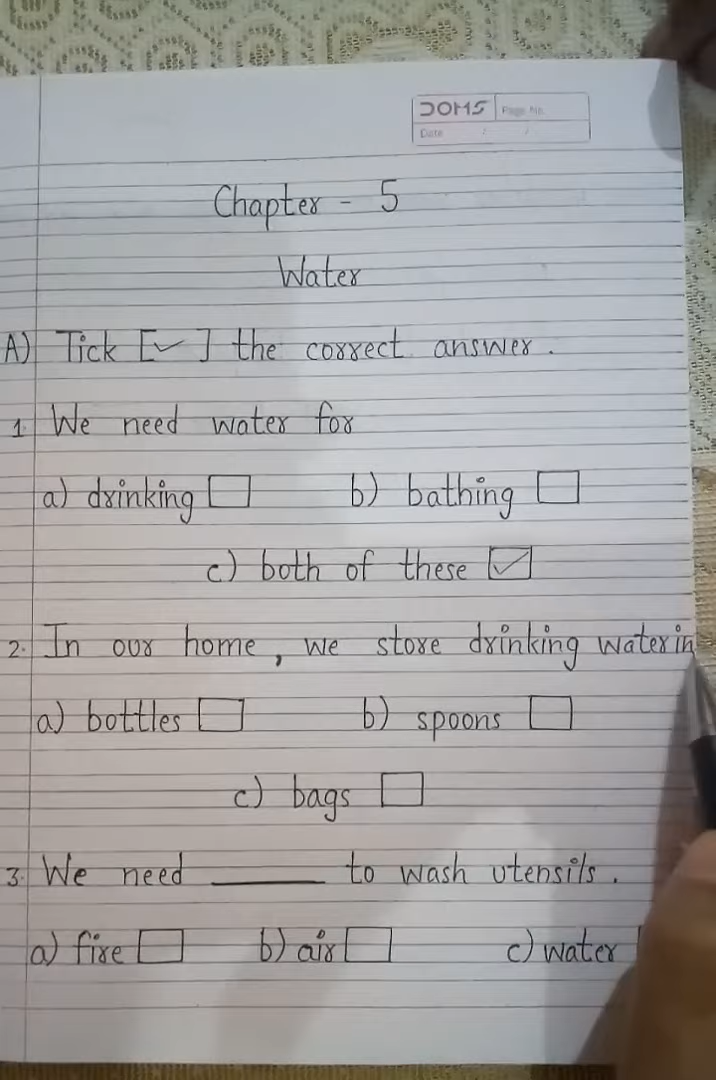 DOMS Page No.
Date / /
Chapter - 5
Water
A) Tick [✓] the correct answer.
1. We need water for
a) drinking ☐ b) bathing ☐
c) both of these ☑
2. In our home, we store drinking water in
a) bottles ☐ b) spoons ☐
c) bags ☐
3. We need ______ to wash utensils.
a) fire ☐ b) air ☐ c) water